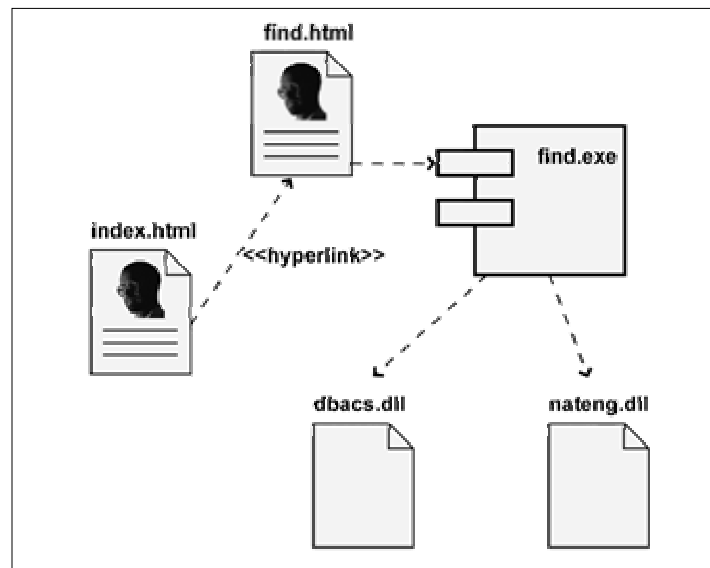 find.html
find.exe
index.html
<<hyperlink>>
dbacs.dll
nateng.dll